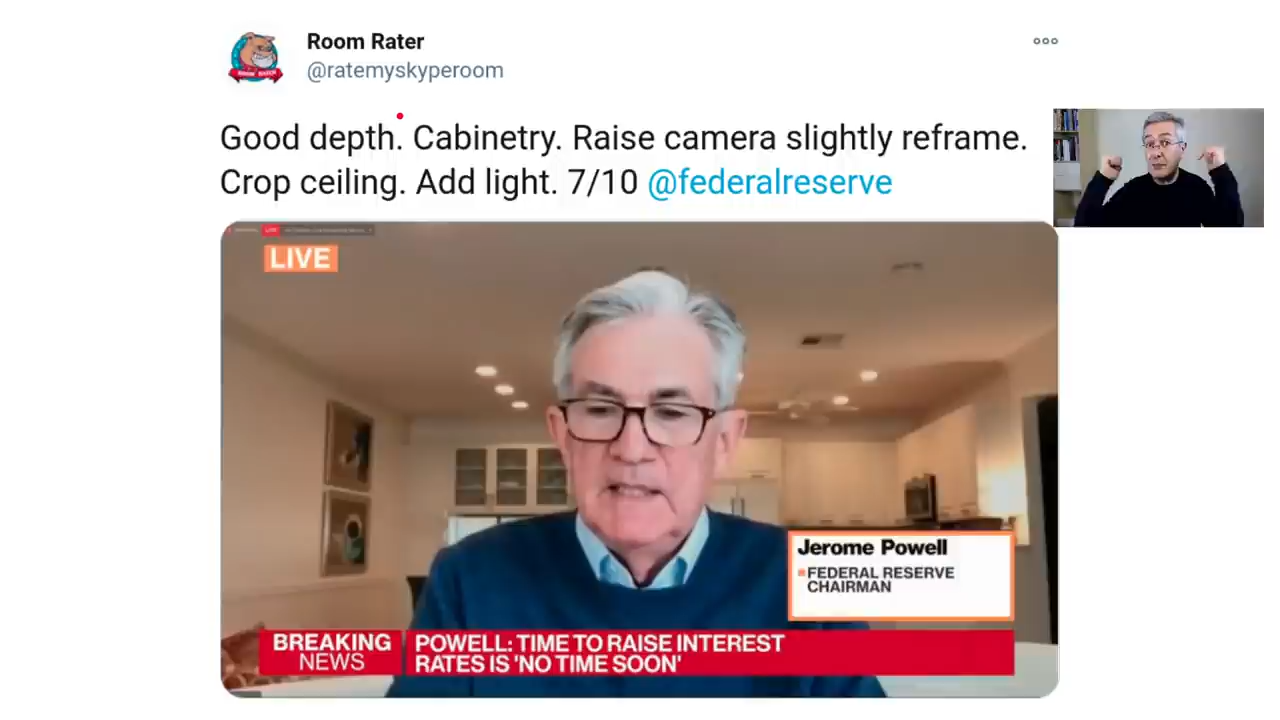 Room Rater
@ratemyskyperoom
Good depth. Cabinetry. Raise camera slightly reframe.
Crop ceiling. Add light. 7/10 @federalreserve
LIVE
Jerome Powell
FEDERAL RESERVE
CHAIRMAN
BREAKING
NEWS
POWELL: TIME TO RAISE INTEREST
RATES IS 'NO TIME SOON'